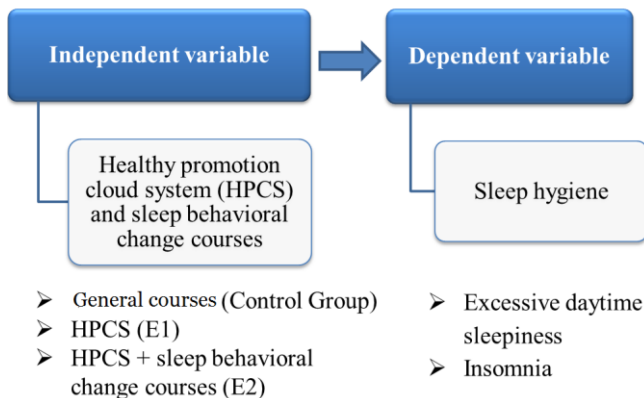 Independent variable
Dependent variable
Healthy promotion
cloud system (HPCS)
and sleep behavioral
change courses
Sleep hygiene
➢ General courses (Control Group)
➢ HPCS (E1)
➢ HPCS + sleep behavioral
change courses (E2)
➢ Excessive daytime
sleepiness
➢ Insomnia